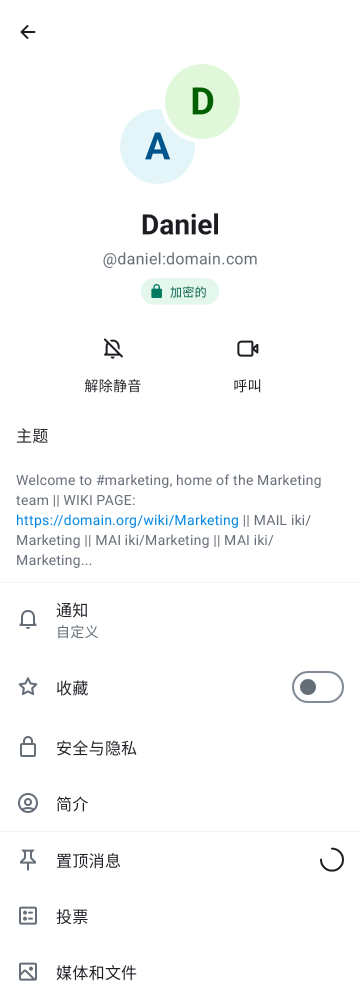 D
A
Daniel
@daniel:domain.com
加密的
解除静音
呼叫
主题
Welcome to #marketing, home of the Marketing
team || WIKI PAGE:
https://domain.org/wiki/Marketing || MAIL iki/
Marketing || MAI iki/Marketing || MAI iki/
Marketing...
通知
自定义
收藏
安全与隐私
简介
置顶消息
投票
媒体和文件